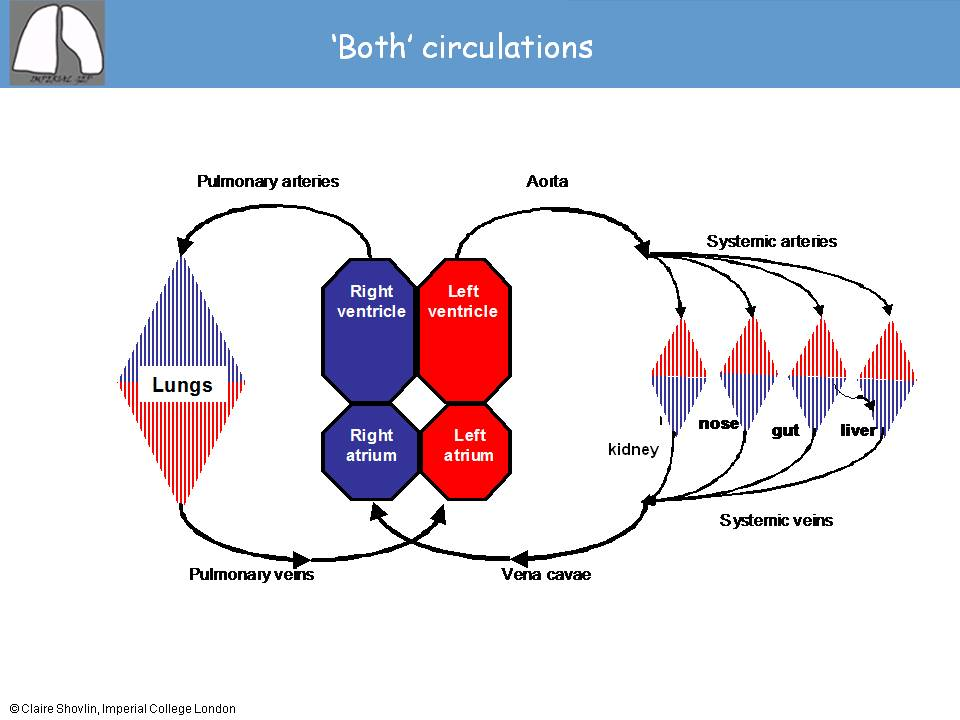 IMPERIAL
‘Both’ circulations
Pulmonary arteries
Aorta
Systemic arteries
Right
ventricle
Left
ventricle
Lungs
Right
atrium
Left
atrium
kidney
nose
gut
liver
Systemic veins
Pulmonary veins
Vena cavae
© Claire Shovlin, Imperial College London